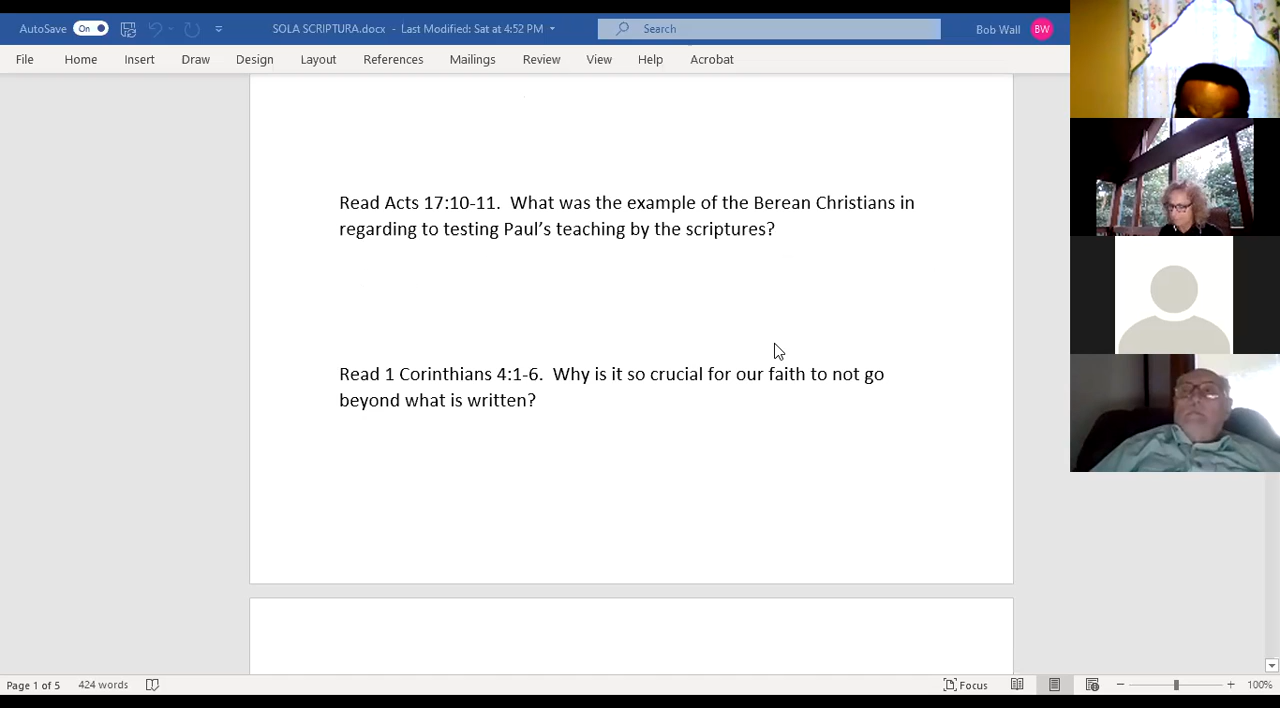 AutoSave On SOLA SCRIPTURA.docx - Last Modified: Sat at 4:52 PM Search Bob Wall BW
File Home Insert Draw Design Layout References Mailings Review View Help Acrobat
Read Acts 17:10-11. What was the example of the Berean Christians in
regarding to testing Paul's teaching by the scriptures?
Read 1 Corinthians 4:1-6. Why is it so crucial for our faith to not go
beyond what is written?
Page 1 of 5 424 words Focus 100%